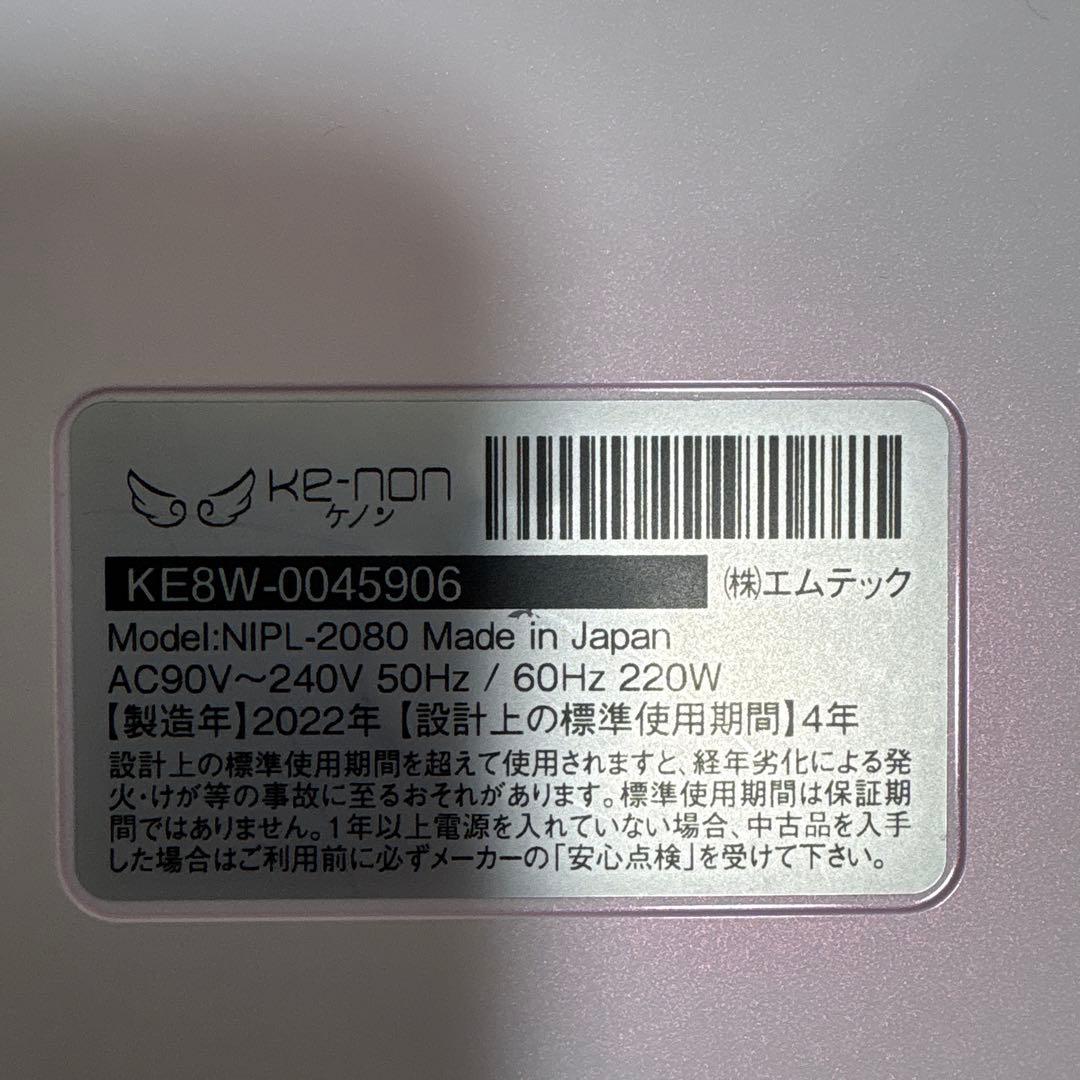 Ke-non
ケノン
KE8W-0045906
㈱エムテック
Model:NIPL-2080 Made in Japan
AC90V～240V 50Hz / 60Hz 220W
【製造年】2022年【設計上の標準使用期間】4年
設計上の標準使用期間を超えて使用されますと、経年劣化による発
火・けが等の事故に至るおそれがあります。標準使用期間は保証期
間ではありません。1年以上電源を入れていない場合、中古品を入手
した場合はご利用前に必ずメーカーの「安心点検」を受けて下さい。